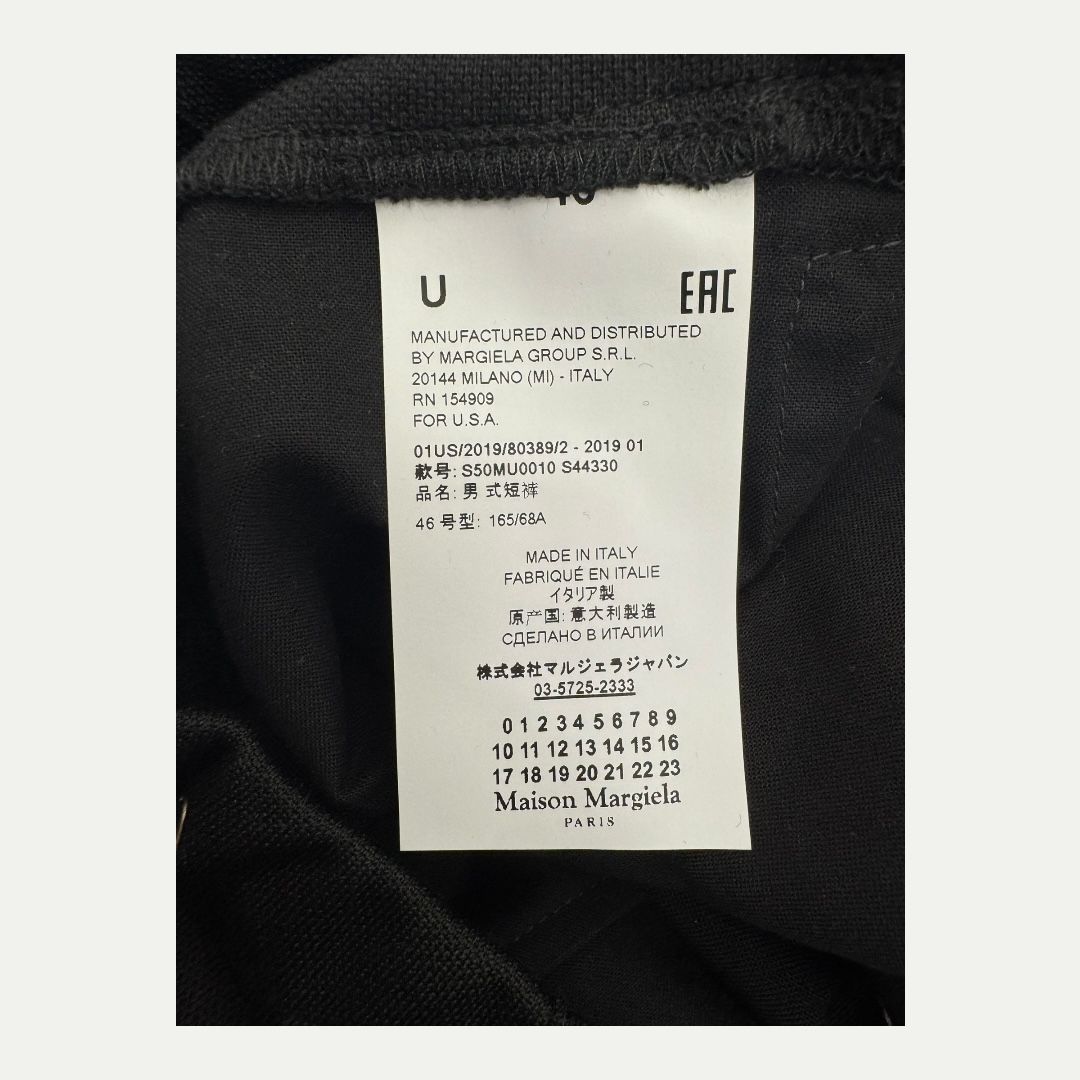 46
U
EAC
MANUFACTURED AND DISTRIBUTED
BY MARGIELA GROUP S.R.L.
20144 MILANO (MI) - ITALY
RN 154909
FOR U.S.A.
01US/2019/80389/2 - 2019 01
款号: S50MU0010 S44330
品名: 男 式短裤
46 号型: 165/68A
MADE IN ITALY
FABRIQUÉ EN ITALIE
イタリア製
原产国: 意大利製造
СДЕЛАНО В ИТАЛИИ
株式会社マルジェラジャパン
03-5725-2333
0 1 2 3 4 5 6 7 8 9
10 11 12 13 14 15 16
17 18 19 20 21 22 23
Maison Margiela
PARIS